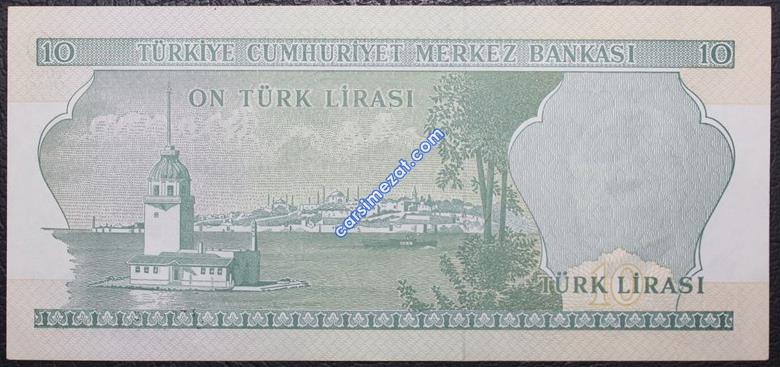 10 TÜRKİYE CUMHURİYET MERKEZ BANKASI 10
ON TÜRK LİRASI
carsimezat.com
10
TÜRK LİRASI